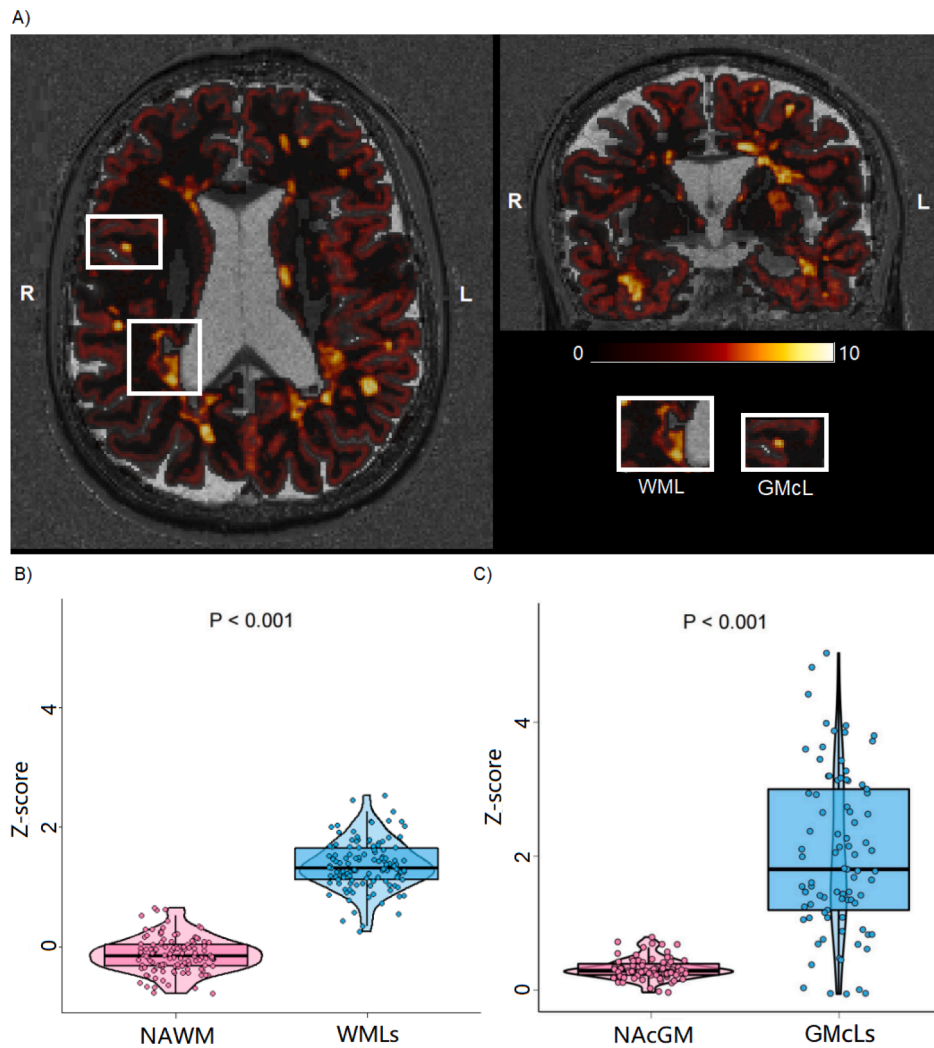 A)
R
L
R
L
0
10
WML
GMcL
B)
C)
P < 0.001
P < 0.001
4
2
0
Z-score
NAWM
WMLs
4
2
0
Z-score
NAcGM
GMcLs